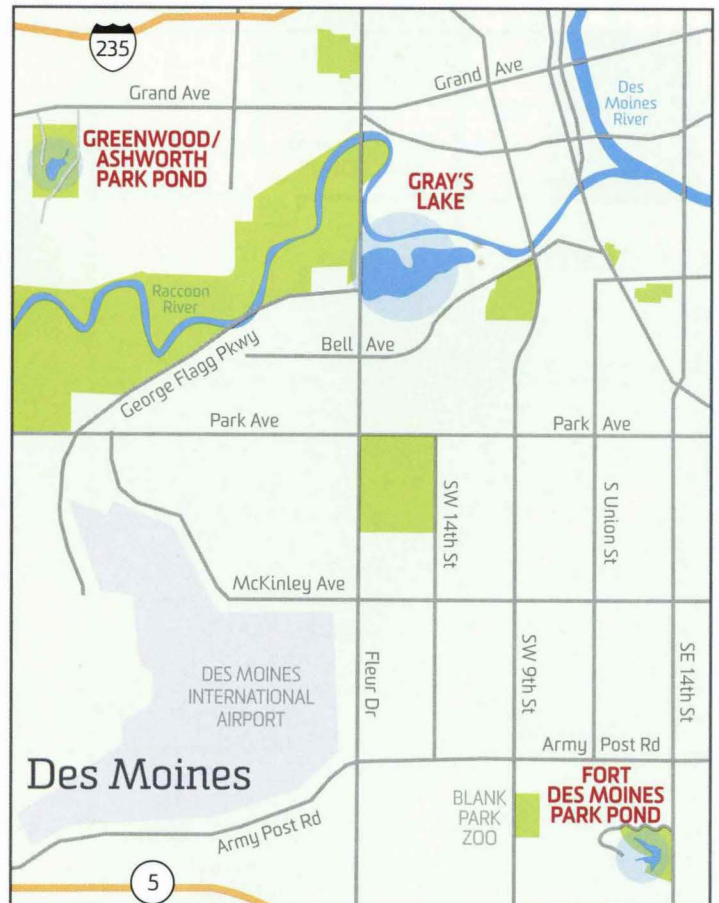 235
Grand Ave
Grand Ave
Des
Moines
River
GREENWOOD/
ASHWORTH
PARK POND
GRAY'S
LAKE
Raccoon
River
George Flagg Pkwy
Bell Ave
Park Ave
Park Ave
SW 14th St
S Union St
McKinley Ave
DES MOINES
INTERNATIONAL
AIRPORT
Fleur Dr
SW 9th St
SE 14th St
Army Post Rd
Des Moines
BLANK
PARK
ZOO
FORT
DES MOINES
PARK POND
Army Post Rd
5